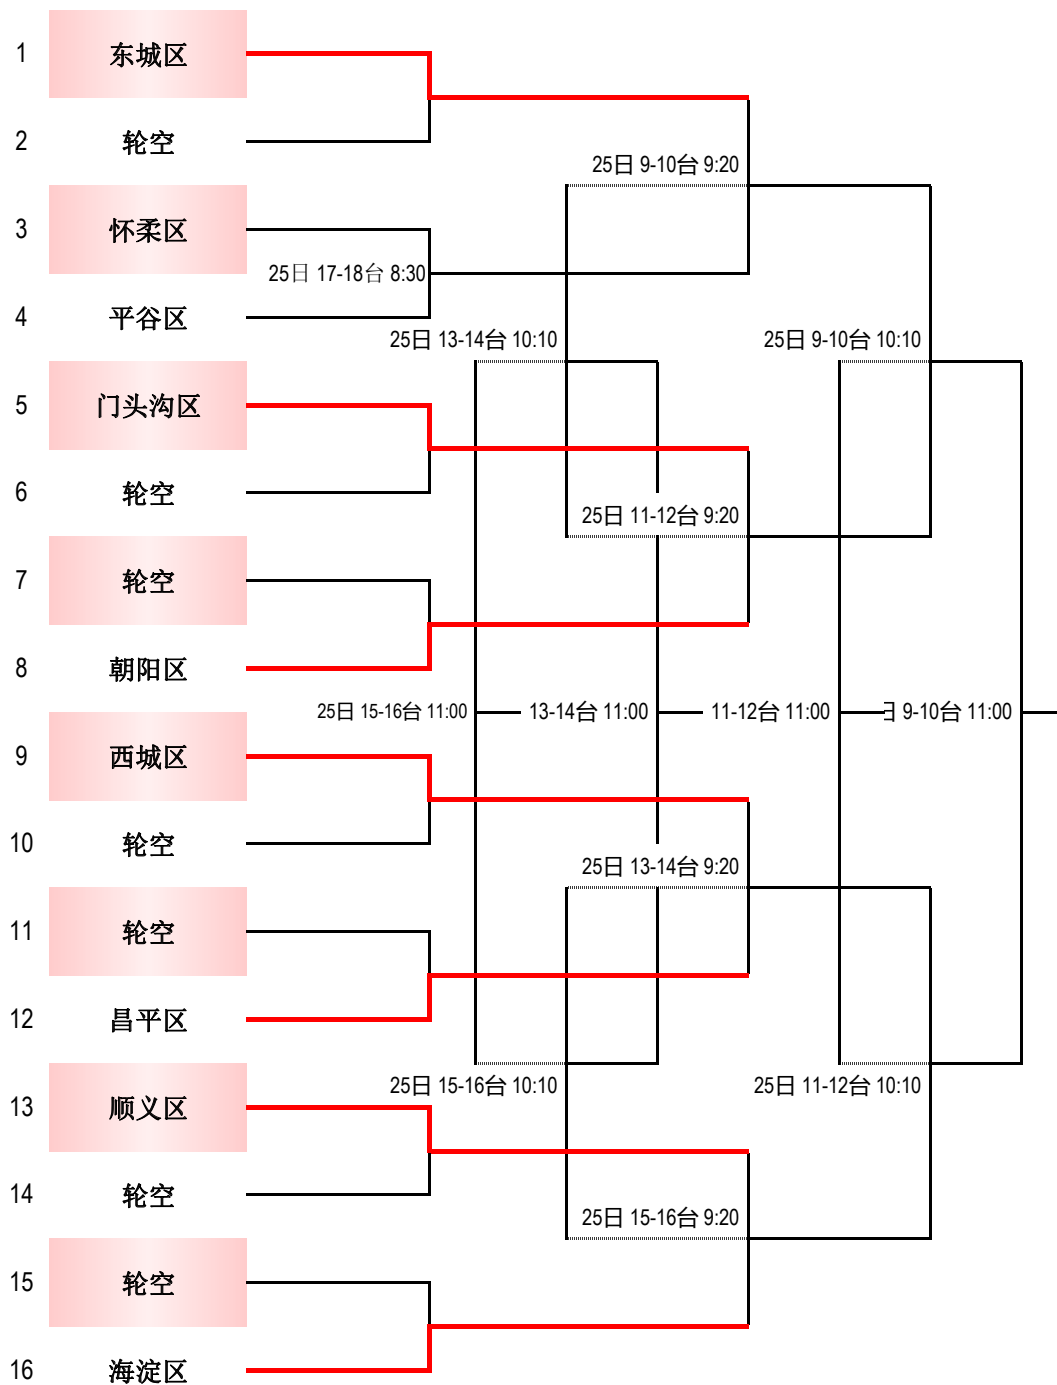 1 东城区
2 轮空
25日 9-10台 9:20
3 怀柔区
25日 17-18台 8:30
4 平谷区
25日 13-14台 10:10
25日 9-10台 10:10
5 门头沟区
6 轮空
25日 11-12台 9:20
7 轮空
8 朝阳区
25日 15-16台 11:00
13-14台 11:00
11-12台 11:00
日 9-10台 11:00
9 西城区
10 轮空
25日 13-14台 9:20
11 轮空
12 昌平区
25日 15-16台 10:10
25日 11-12台 10:10
13 顺义区
14 轮空
25日 15-16台 9:20
15 轮空
16 海淀区